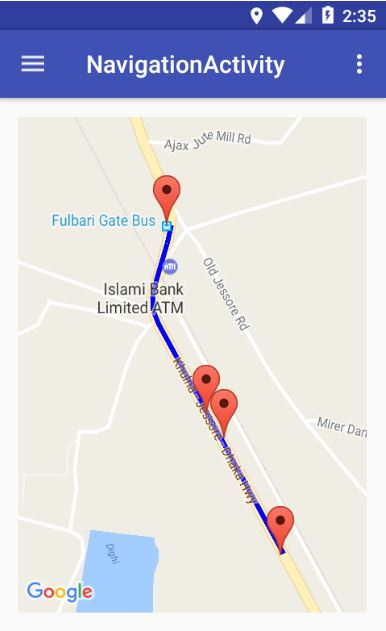 2:35
NavigationActivity
Ajax Jute Mill Rd
Fulbari Gate Bus
WTH
Islami Bank
Limited ATM
Old Jessore Rd
Khulna - Jessore - Dhaka Hwy
Mirer Dan
Dighi
Google